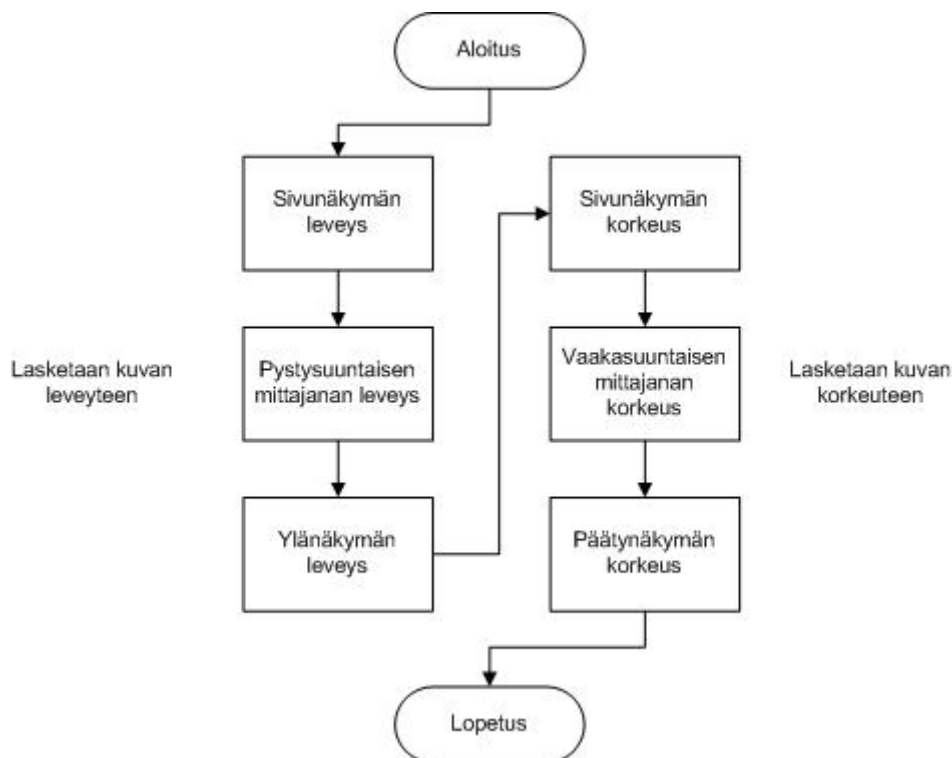 Aloitus
Sivunäkymän
leveys
Sivunäkymän
korkeus
Lasketaan kuvan
leveyteen
Pystysuuntaisen
mittajanan leveys
Vaakasuuntaisen
mittajanan
korkeus
Lasketaan kuvan
korkeuteen
Ylänäkymän
leveys
Päätynäkymän
korkeus
Lopetus